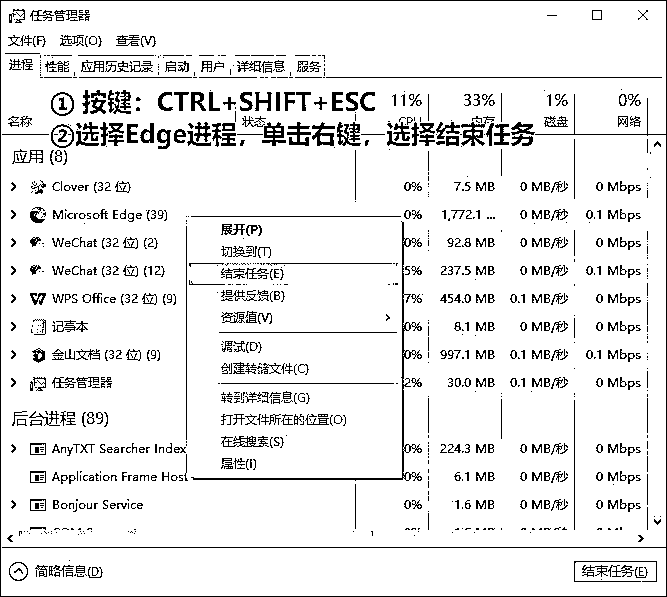 任务管理器
文件(F) 选项(O) 查看(V)
进程 性能 应用历史记录 启动 用户 详细信息 服务
① 按键：CTRL+SHIFT+ESC
11% 33% 1% 0%
名称 状态 CPU 内存 磁盘 网络
②选择Edge进程，单击右键，选择结束任务
应用 (8)
Clover (32 位) 0% 7.5 MB 0 MB/秒 0 Mbps
Microsoft Edge (39) 0% 1,772.1 ... 0 MB/秒 0.1 Mbps
展开(P)
WeChat (32 位) (2) 0% 92.8 MB 0 MB/秒 0 Mbps
切换到(T)
WeChat (32 位) (12) 5% 237.5 MB 0 MB/秒 0 Mbps
结束任务(E)
WPS Office (32 位) (9) 7% 454.0 MB 0.1 MB/秒 0 Mbps
提供反馈(B)
资源值(V)
记事本 0% 8.1 MB 0 MB/秒 0 Mbps
调试(D)
金山文档 (32 位) (9) 0% 997.1 MB 0.1 MB/秒 0.1 Mbps
创建转储文件(C)
任务管理器 2% 30.0 MB 0.1 MB/秒 0 Mbps
转到详细信息(G)
后台进程 (89)
打开文件所在的位置(O)
在线搜索(S)
AnyTXT Searcher Index 0% 224.3 MB 0 MB/秒 0 Mbps
属性(I)
Application Frame Host 0% 6.1 MB 0 MB/秒 0 Mbps
Bonjour Service 0% 1.6 MB 0 MB/秒 0 Mbps
简略信息(D) 结束任务(E)